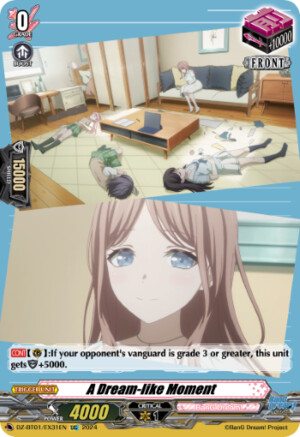 0
GRADE
BOOST
+10000
FRONT
15000
SHIELD
CONT【 】:If your opponent's vanguard is grade 3 or greater, this unit
gets +5000.
TRIGGER UNIT
A Dream-like Moment
POWER
4000
CRITICAL
1
DZ-BT01/EX31EN 2024
©BanG Dream! Project